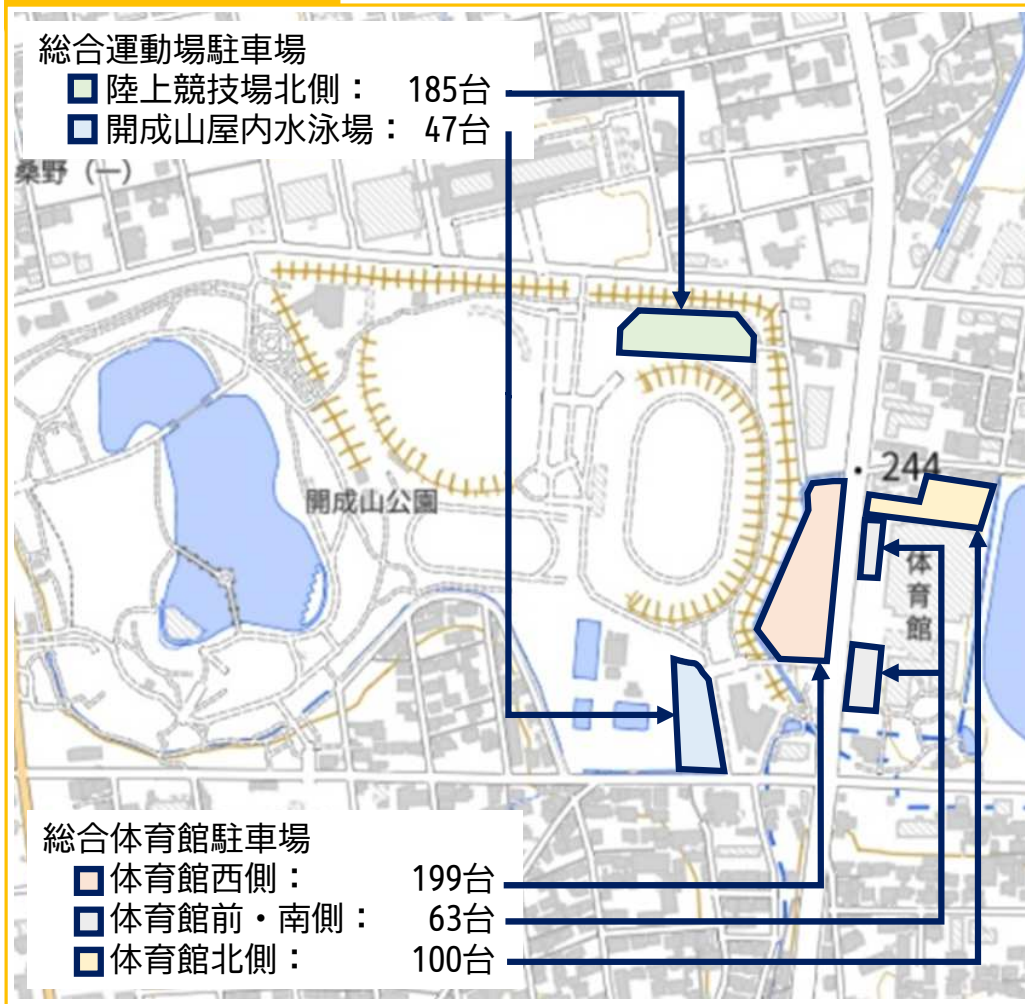 総合運動場駐車場
陸上競技場北側： 185台
開成山屋内水泳場： 47台
桑野（一）
・244
開成山公園
体育館
総合体育館駐車場
体育館西側： 199台
体育館前・南側： 63台
体育館北側： 100台